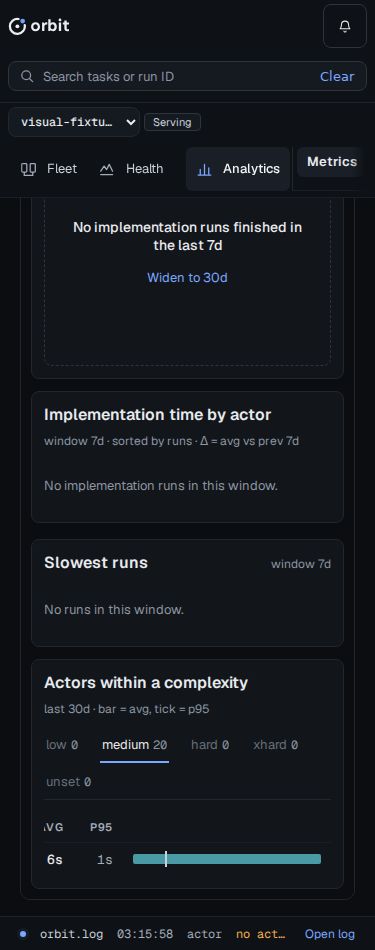 orbit
Search tasks or run ID
Clear
visual-fixtu…
Serving
Fleet
Health
Analytics
Metrics
No implementation runs finished in
the last 7d
Widen to 30d
Implementation time by actor
window 7d · sorted by runs · Δ = avg vs prev 7d
No implementation runs in this window.
Slowest runs
window 7d
No runs in this window.
Actors within a complexity
last 30d · bar = avg, tick = p95
low 0
medium 20
hard 0
xhard 0
unset 0
AVG P95
6s 1s
orbit.log 03:15:58 actor no act… Open log